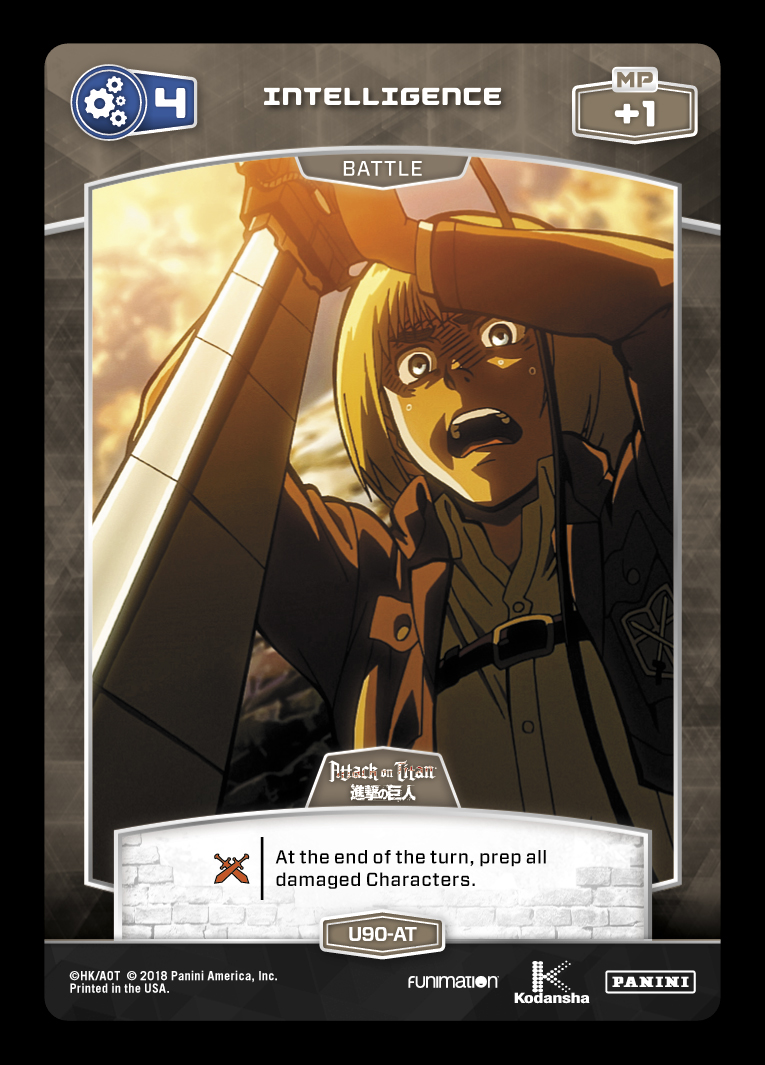 4
INTELLIGENCE
MP
+1
BATTLE
Attack on Titan
進撃の巨人
At the end of the turn, prep all
damaged Characters.
U90-AT
©HK/AOT © 2018 Panini America, Inc.
Printed in the USA.
FUNIMATION
Kodansha
PANINI